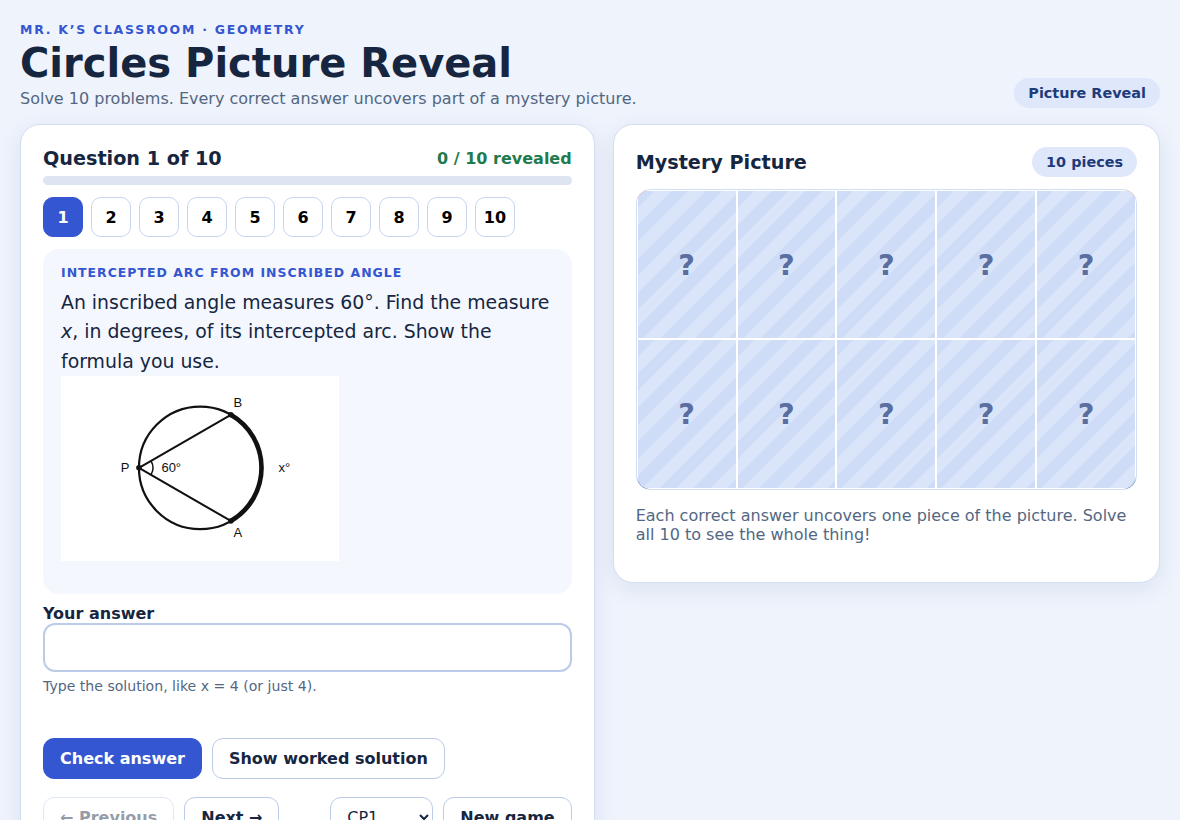 MR. K’S CLASSROOM · GEOMETRY
Circles Picture Reveal
Solve 10 problems. Every correct answer uncovers part of a mystery picture.
Picture Reveal
Question 1 of 10
0 / 10 revealed
1 2 3 4 5 6 7 8 9 10
INTERCEPTED ARC FROM INSCRIBED ANGLE
An inscribed angle measures 60°. Find the measure
x, in degrees, of its intercepted arc. Show the
formula you use.
B
P 60° x°
A
Your answer
Type the solution, like x = 4 (or just 4).
Check answer
Show worked solution
← Previous
Next →
CP1
New game
Mystery Picture
10 pieces
? ? ? ? ?
? ? ? ? ?
Each correct answer uncovers one piece of the picture. Solve
all 10 to see the whole thing!